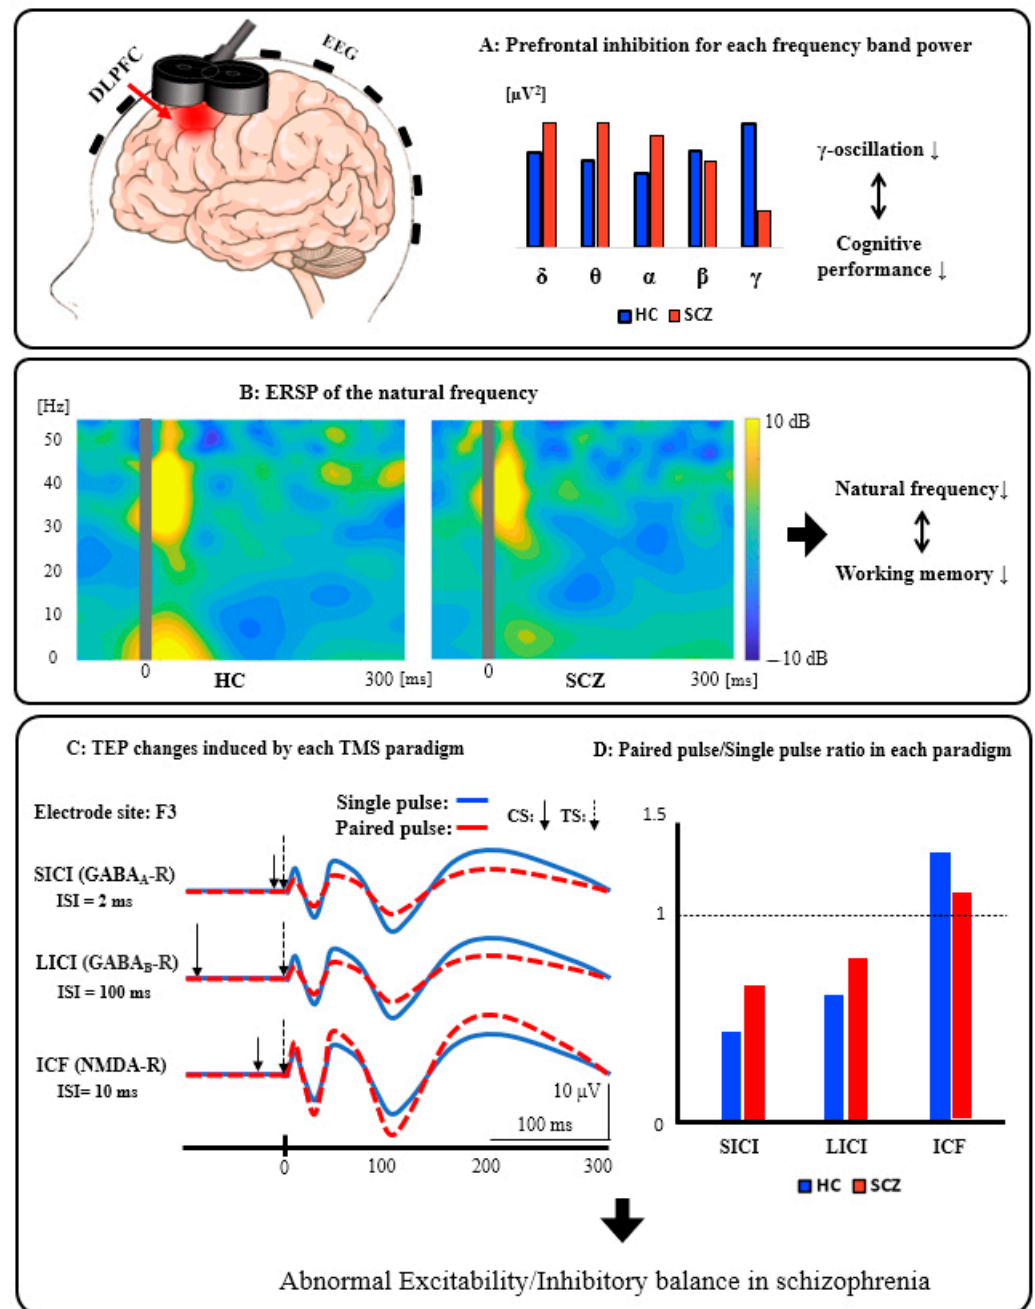 DLPFC
EEG
A: Prefrontal inhibition for each frequency band power
[μV²]
δ θ α β γ
HC SCZ
γ-oscillation ↓
Cognitive
performance ↓
B: ERSP of the natural frequency
[Hz]
50
40
30
20
10
0
0
HC
300 [ms]
0
SCZ
300 [ms]
10 dB
−10 dB
Natural frequency↓
Working memory ↓
C: TEP changes induced by each TMS paradigm
Electrode site: F3
Single pulse:
Paired pulse:
CS: TS:
SICI (GABA_A-R)
ISI = 2 ms
LICI (GABA_B-R)
ISI = 100 ms
ICF (NMDA-R)
ISI= 10 ms
10 μV
100 ms
0 100 200 300
D: Paired pulse/Single pulse ratio in each paradigm
1.5
1
0
SICI LICI ICF
HC SCZ
Abnormal Excitability/Inhibitory balance in schizophrenia